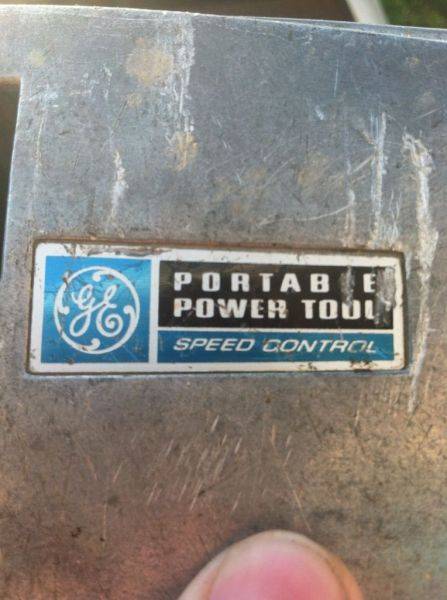 GE
PORTABLE
POWER TOOL
SPEED CONTROL